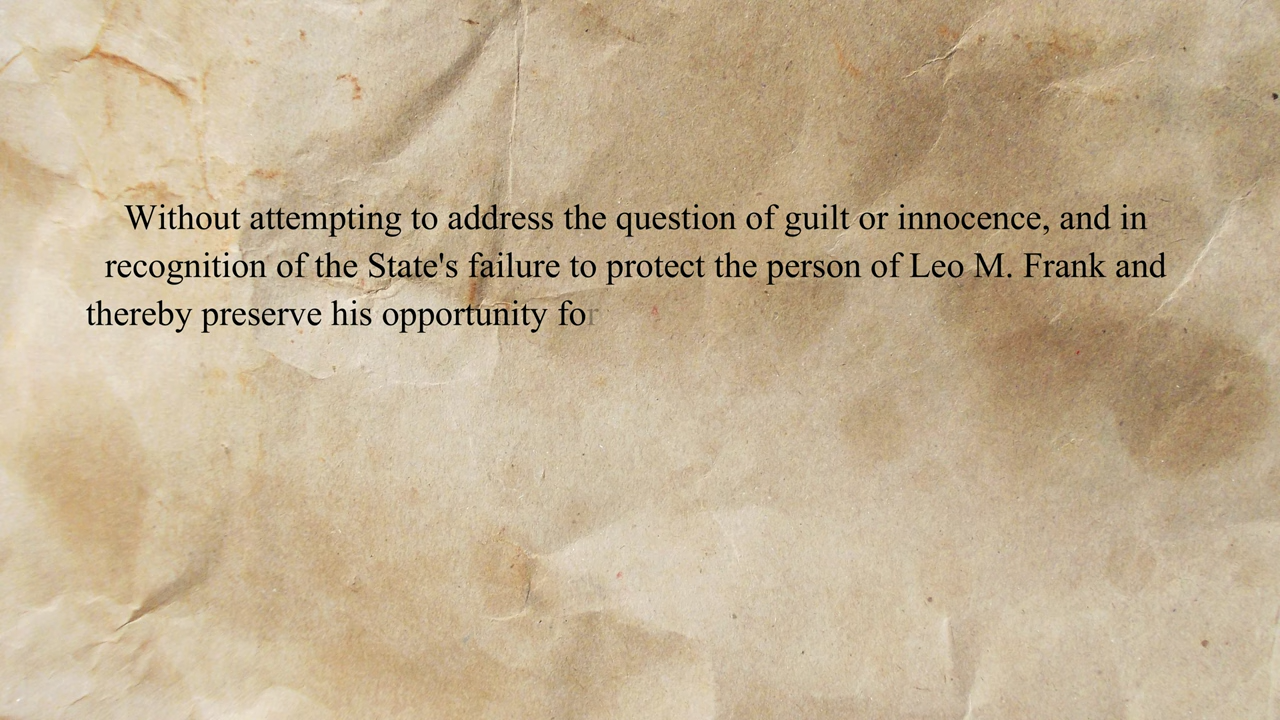 Without attempting to address the question of guilt or innocence, and in
recognition of the State's failure to protect the person of Leo M. Frank and
thereby preserve his opportunity for